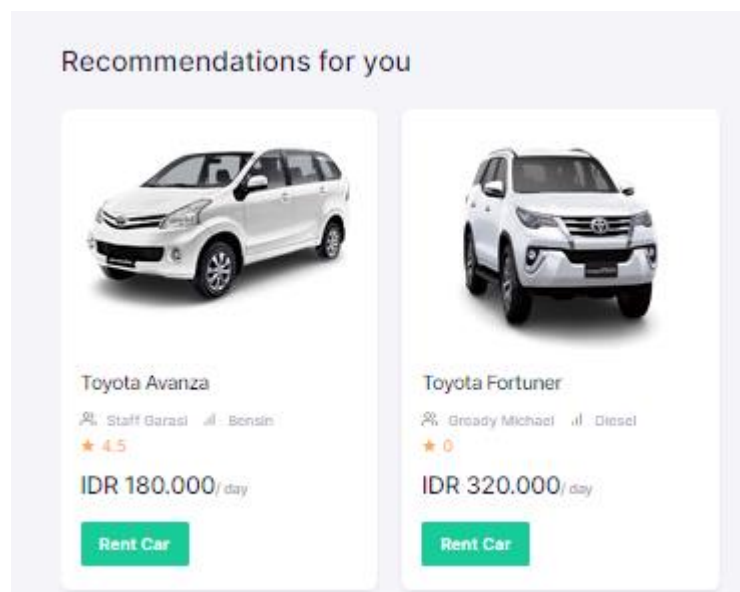 Recommendations for you
Toyota Avanza
Staff Garasi Bensin
★ 4.5
IDR 180.000/ day
Rent Car
Toyota Fortuner
Gready Michael Diesel
★ 0
IDR 320.000/ day
Rent Car